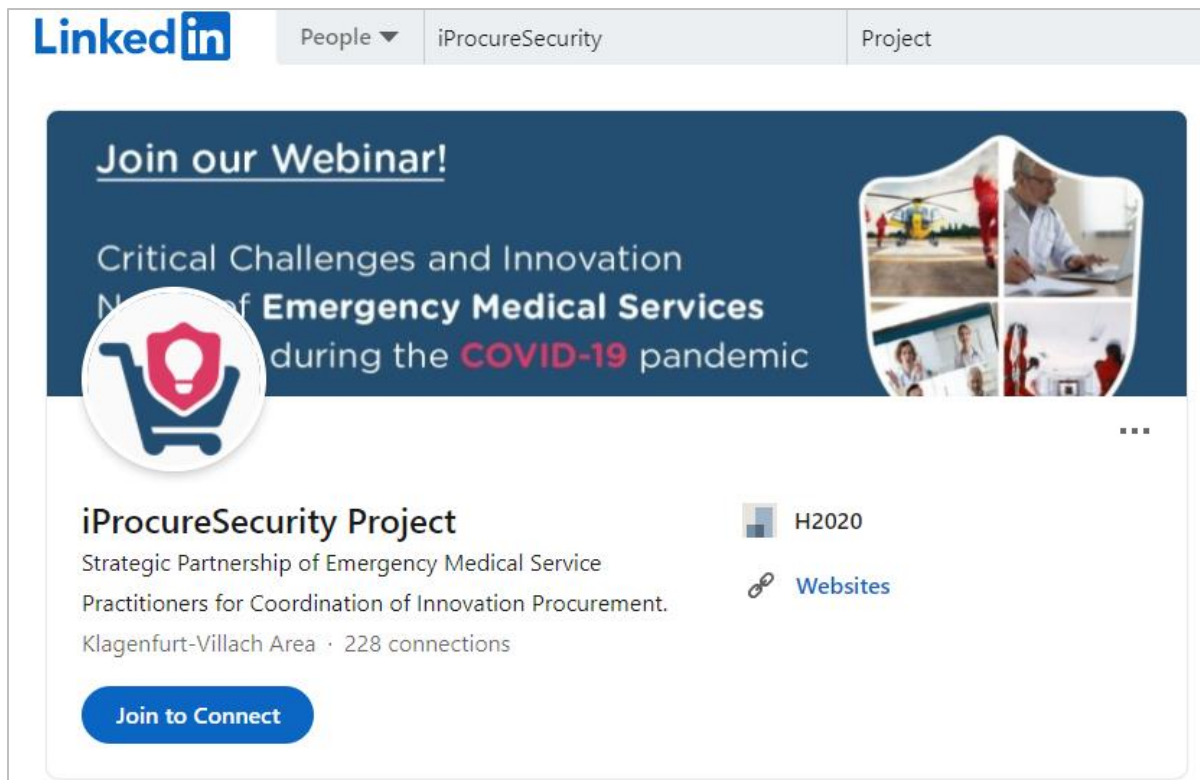 LinkedIn
People
iProcureSecurity
Project
Join our Webinar!
Critical Challenges and Innovation
of Emergency Medical Services
during the COVID-19 pandemic
iProcureSecurity Project
Strategic Partnership of Emergency Medical Service
Practitioners for Coordination of Innovation Procurement.
Klagenfurt-Villach Area · 228 connections
Join to Connect
H2020
Websites